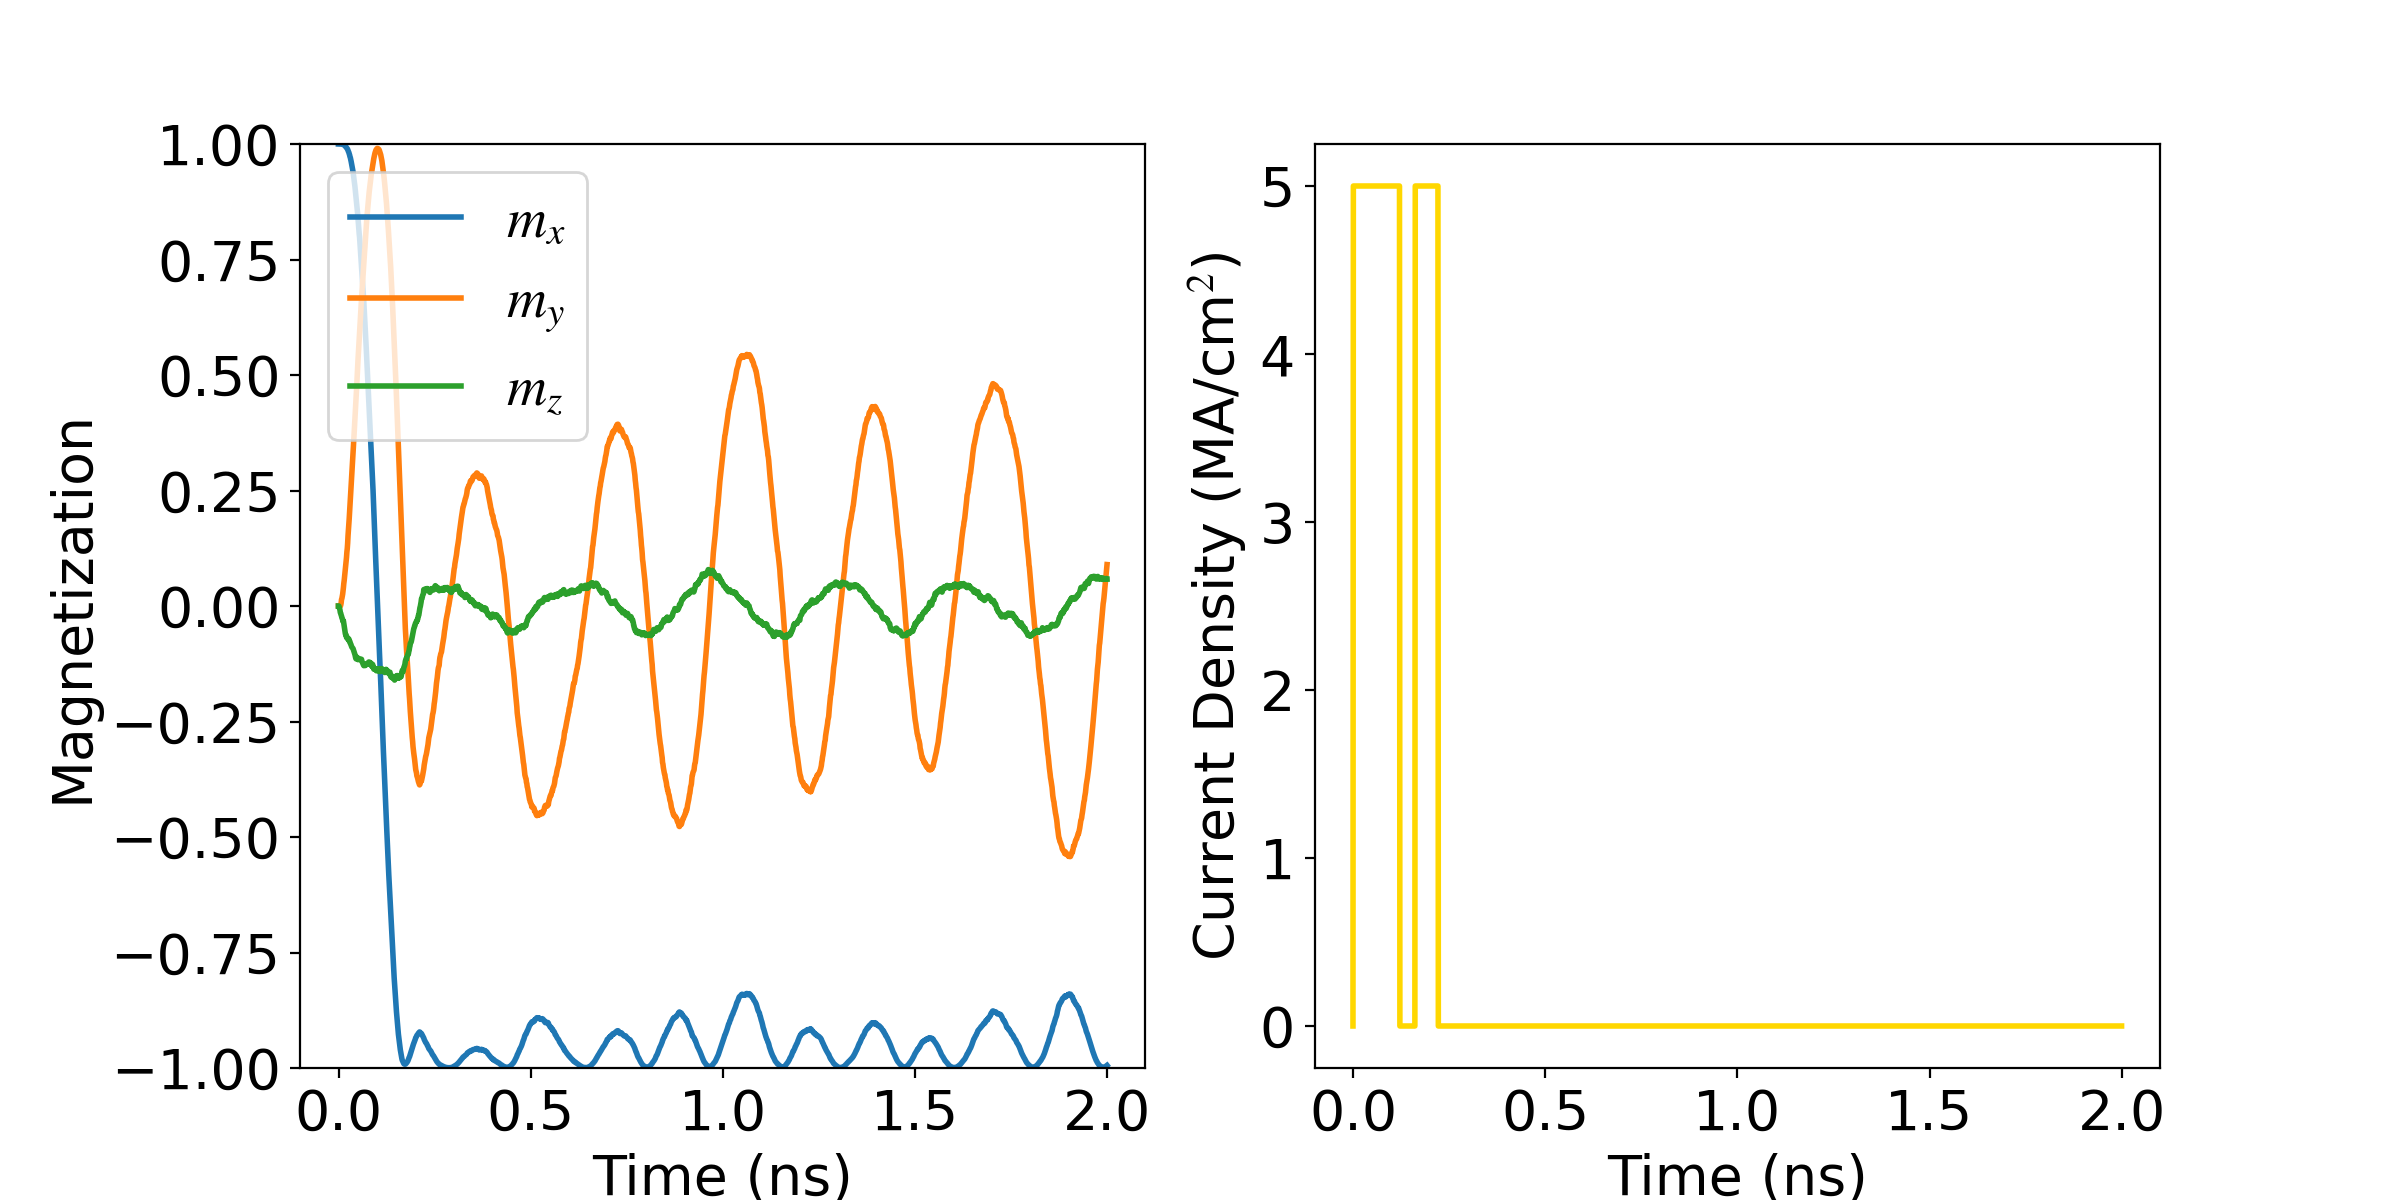 Magnetization
1.00
0.75
0.50
0.25
0.00
−0.25
−0.50
−0.75
−1.00
0.0 0.5 1.0 1.5 2.0
Time (ns)
m_x
m_y
m_z
Current Density (MA/cm²)
5
4
3
2
1
0
0.0 0.5 1.0 1.5 2.0
Time (ns)